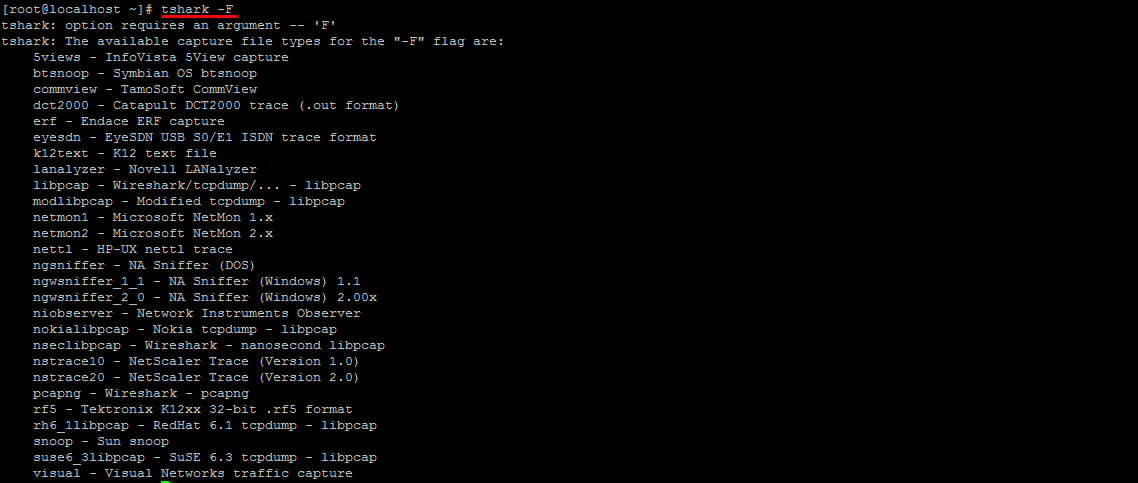 [root@localhost ~]# tshark -F
tshark: option requires an argument -- 'F'
tshark: The available capture file types for the "-F" flag are:
    5views - InfoVista 5View capture
    btsnoop - Symbian OS btsnoop
    commview - TamoSoft CommView
    dct2000 - Catapult DCT2000 trace (.out format)
    erf - Endace ERF capture
    eyesdn - EyeSDN USB S0/E1 ISDN trace format
    k12text - K12 text file
    lanalyzer - Novell LANalyzer
    libpcap - Wireshark/tcpdump/... - libpcap
    modlibpcap - Modified tcpdump - libpcap
    netmon1 - Microsoft NetMon 1.x
    netmon2 - Microsoft NetMon 2.x
    nettl - HP-UX nettl trace
    ngsniffer - NA Sniffer (DOS)
    ngwsniffer_1_1 - NA Sniffer (Windows) 1.1
    ngwsniffer_2_0 - NA Sniffer (Windows) 2.00x
    niobserver - Network Instruments Observer
    nokialibpcap - Nokia tcpdump - libpcap
    nseclibpcap - Wireshark - nanosecond libpcap
    nstrace10 - NetScaler Trace (Version 1.0)
    nstrace20 - NetScaler Trace (Version 2.0)
    pcapng - Wireshark - pcapng
    rf5 - Tektronix K12xx 32-bit .rf5 format
    rh6_1libpcap - RedHat 6.1 tcpdump - libpcap
    snoop - Sun snoop
    suse6_3libpcap - SuSE 6.3 tcpdump - libpcap
    visual - Visual Networks traffic capture